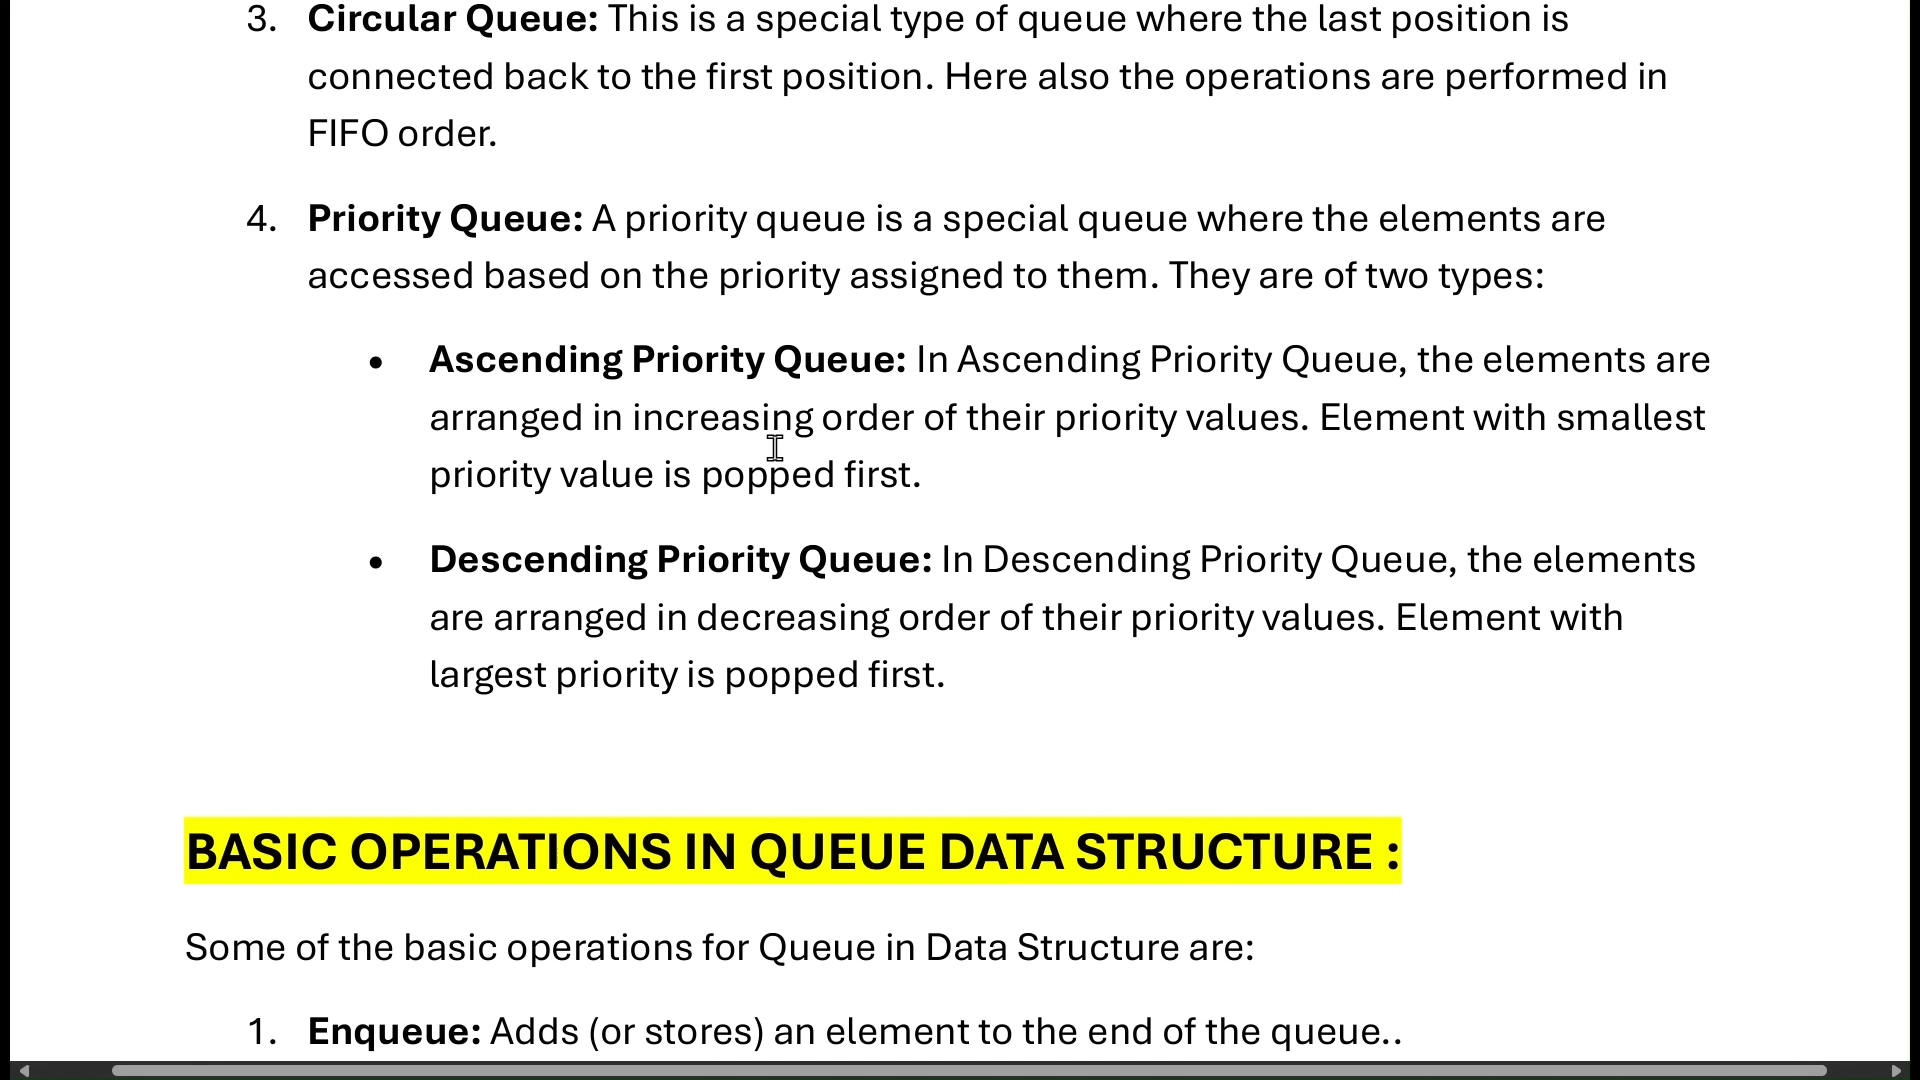 3. Circular Queue: This is a special type of queue where the last position is
connected back to the first position. Here also the operations are performed in
FIFO order.
4. Priority Queue: A priority queue is a special queue where the elements are
accessed based on the priority assigned to them. They are of two types:
• Ascending Priority Queue: In Ascending Priority Queue, the elements are
arranged in increasing order of their priority values. Element with smallest
priority value is popped first.
• Descending Priority Queue: In Descending Priority Queue, the elements
are arranged in decreasing order of their priority values. Element with
largest priority is popped first.
BASIC OPERATIONS IN QUEUE DATA STRUCTURE :
Some of the basic operations for Queue in Data Structure are:
1. Enqueue: Adds (or stores) an element to the end of the queue..